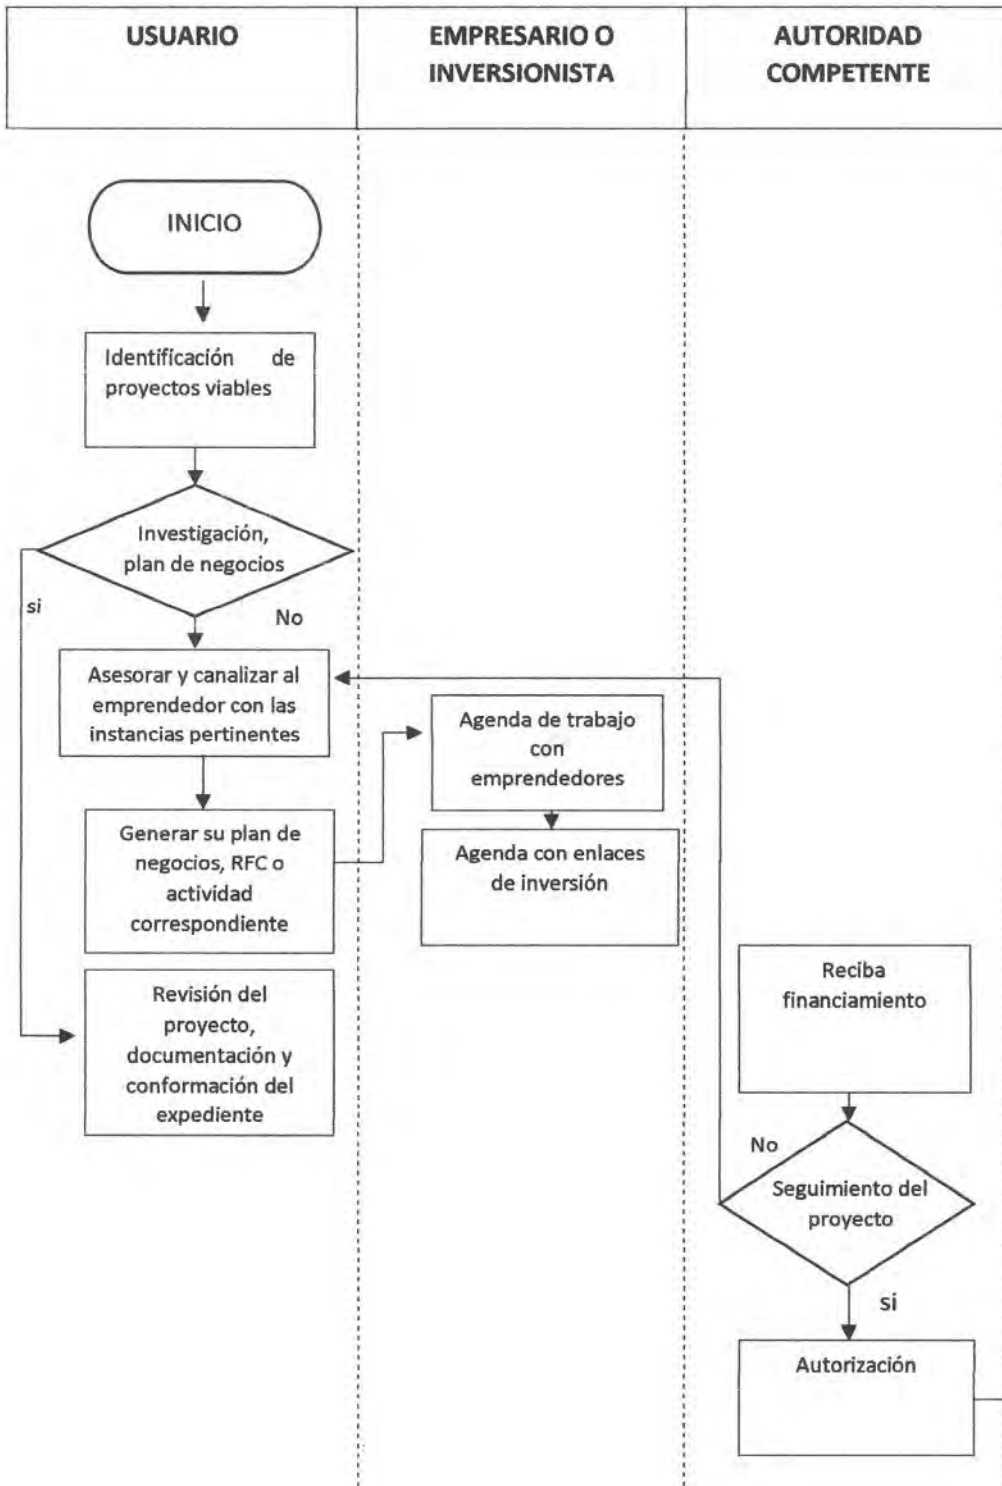 USUARIO
EMPRESARIO O
INVERSIONISTA
AUTORIDAD
COMPETENTE
INICIO
Identificación de
proyectos viables
Investigación,
plan de negocios
si
No
Asesorar y canalizar al
emprendedor con las
instancias pertinentes
Agenda de trabajo
con
emprendedores
Generar su plan de
negocios, RFC o
actividad
correspondiente
Agenda con enlaces
de inversión
Revisión del
proyecto,
documentación y
conformación del
expediente
Reciba
financiamiento
No
Seguimiento del
proyecto
si
Autorización